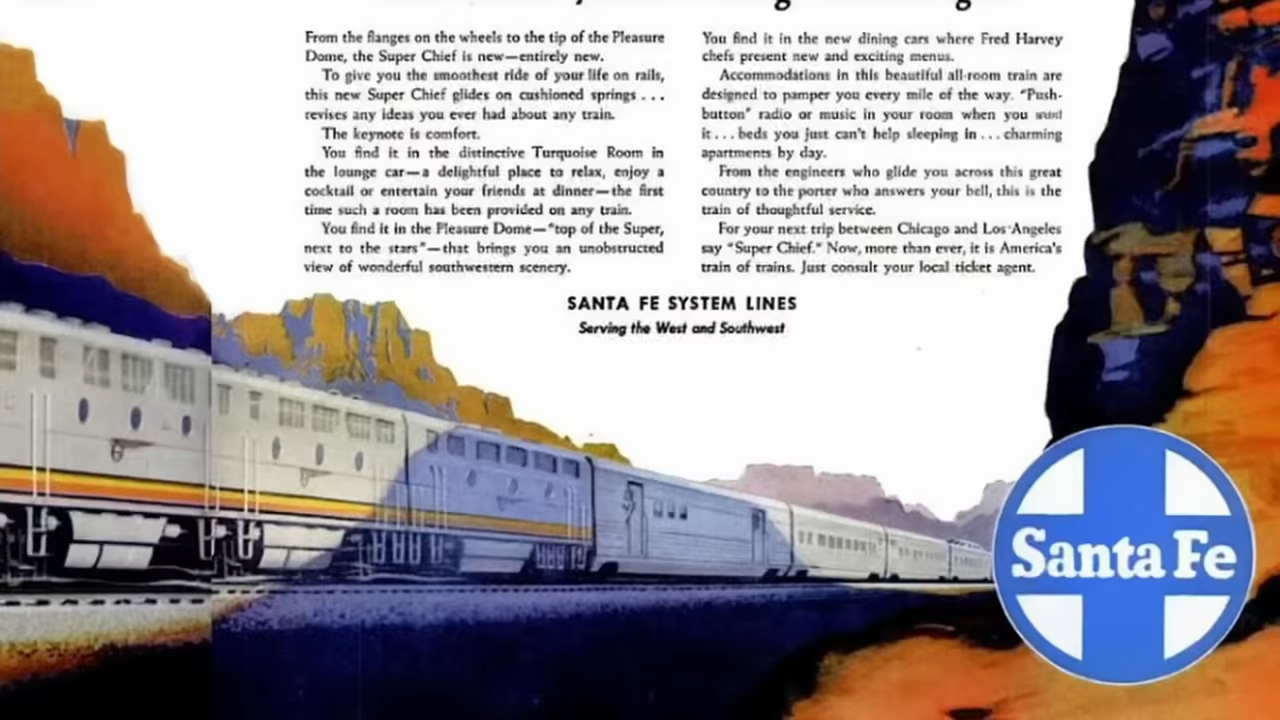 From the flanges on the wheels to the tip of the Pleasure
Dome, the Super Chief is new—entirely new.
To give you the smoothest ride of your life on rails,
this new Super Chief glides on cushioned springs . . .
revises any ideas you ever had about any train.
The keynote is comfort.
You find it in the distinctive Turquoise Room in
the lounge car—a delightful place to relax, enjoy a
cocktail or entertain your friends at dinner—the first
time such a room has been provided on any train.
You find it in the Pleasure Dome—"top of the Super,
next to the stars"—that brings you an unobstructed
view of wonderful southwestern scenery.
You find it in the new dining cars where Fred Harvey
chefs present new and exciting menus.
Accommodations in this beautiful all-room train are
designed to pamper you every mile of the way. "Push-
button" radio or music in your room when you want
it . . . beds you just can't help sleeping in . . . charming
apartments by day.
From the engineers who glide you across this great
country to the porter who answers your bell, this is the
train of thoughtful service.
For your next trip between Chicago and Los Angeles
say "Super Chief." Now, more than ever, it is America's
train of trains. Just consult your local ticket agent.
SANTA FE SYSTEM LINES
Serving the West and Southwest
Santa Fe